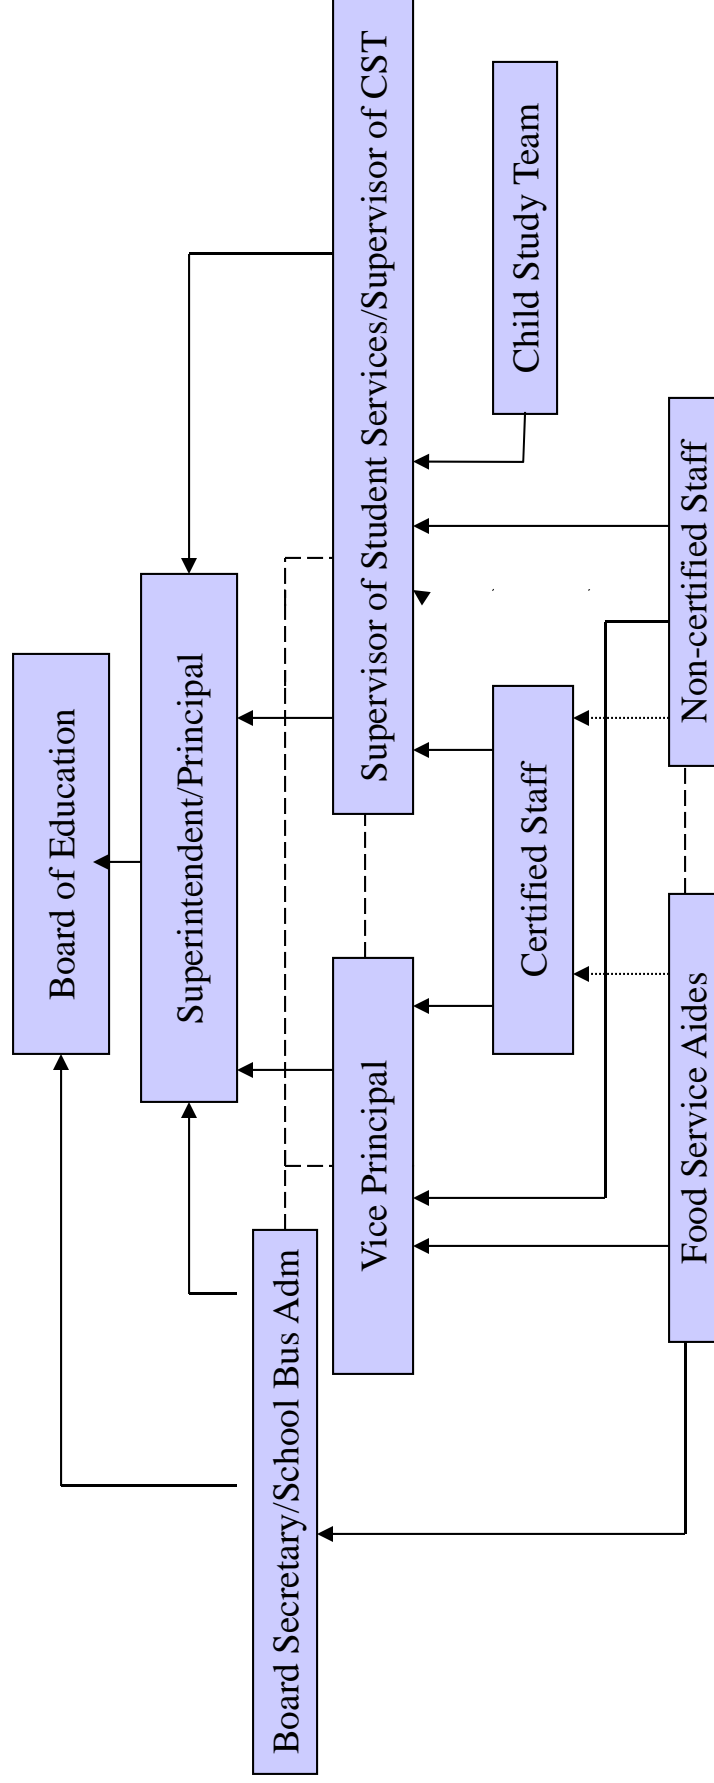 Board of Education
Superintendent/Principal
Board Secretary/School Bus Adm
Vice Principal
Supervisor of Student Services/Supervisor of CST
Certified Staff
Child Study Team
Food Service Aides
Non-certified Staff